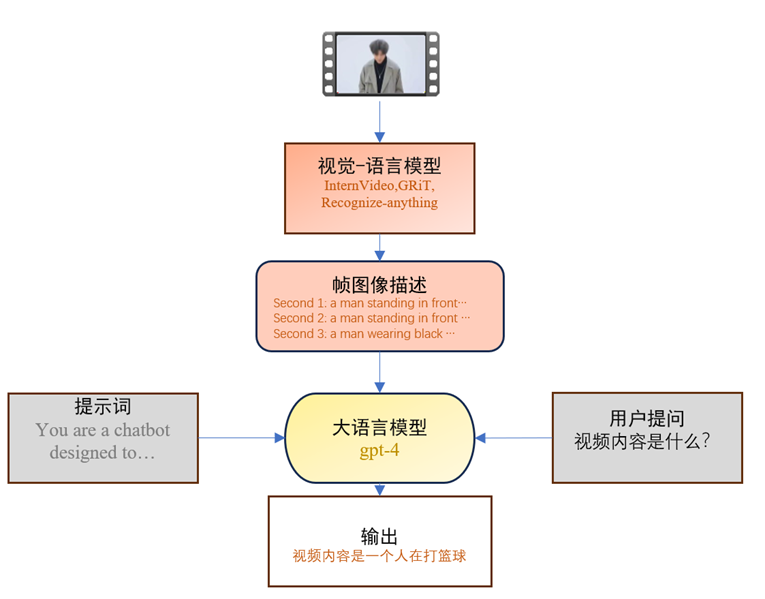 视觉-语言模型
InternVideo,GRiT,
Recognize-anything
帧图像描述
Second 1: a man standing in front…
Second 2: a man standing in front …
Second 3: a man wearing black …
提示词
You are a chatbot
designed to…
大语言模型
gpt-4
用户提问
视频内容是什么?
输出
视频内容是一个人在打篮球